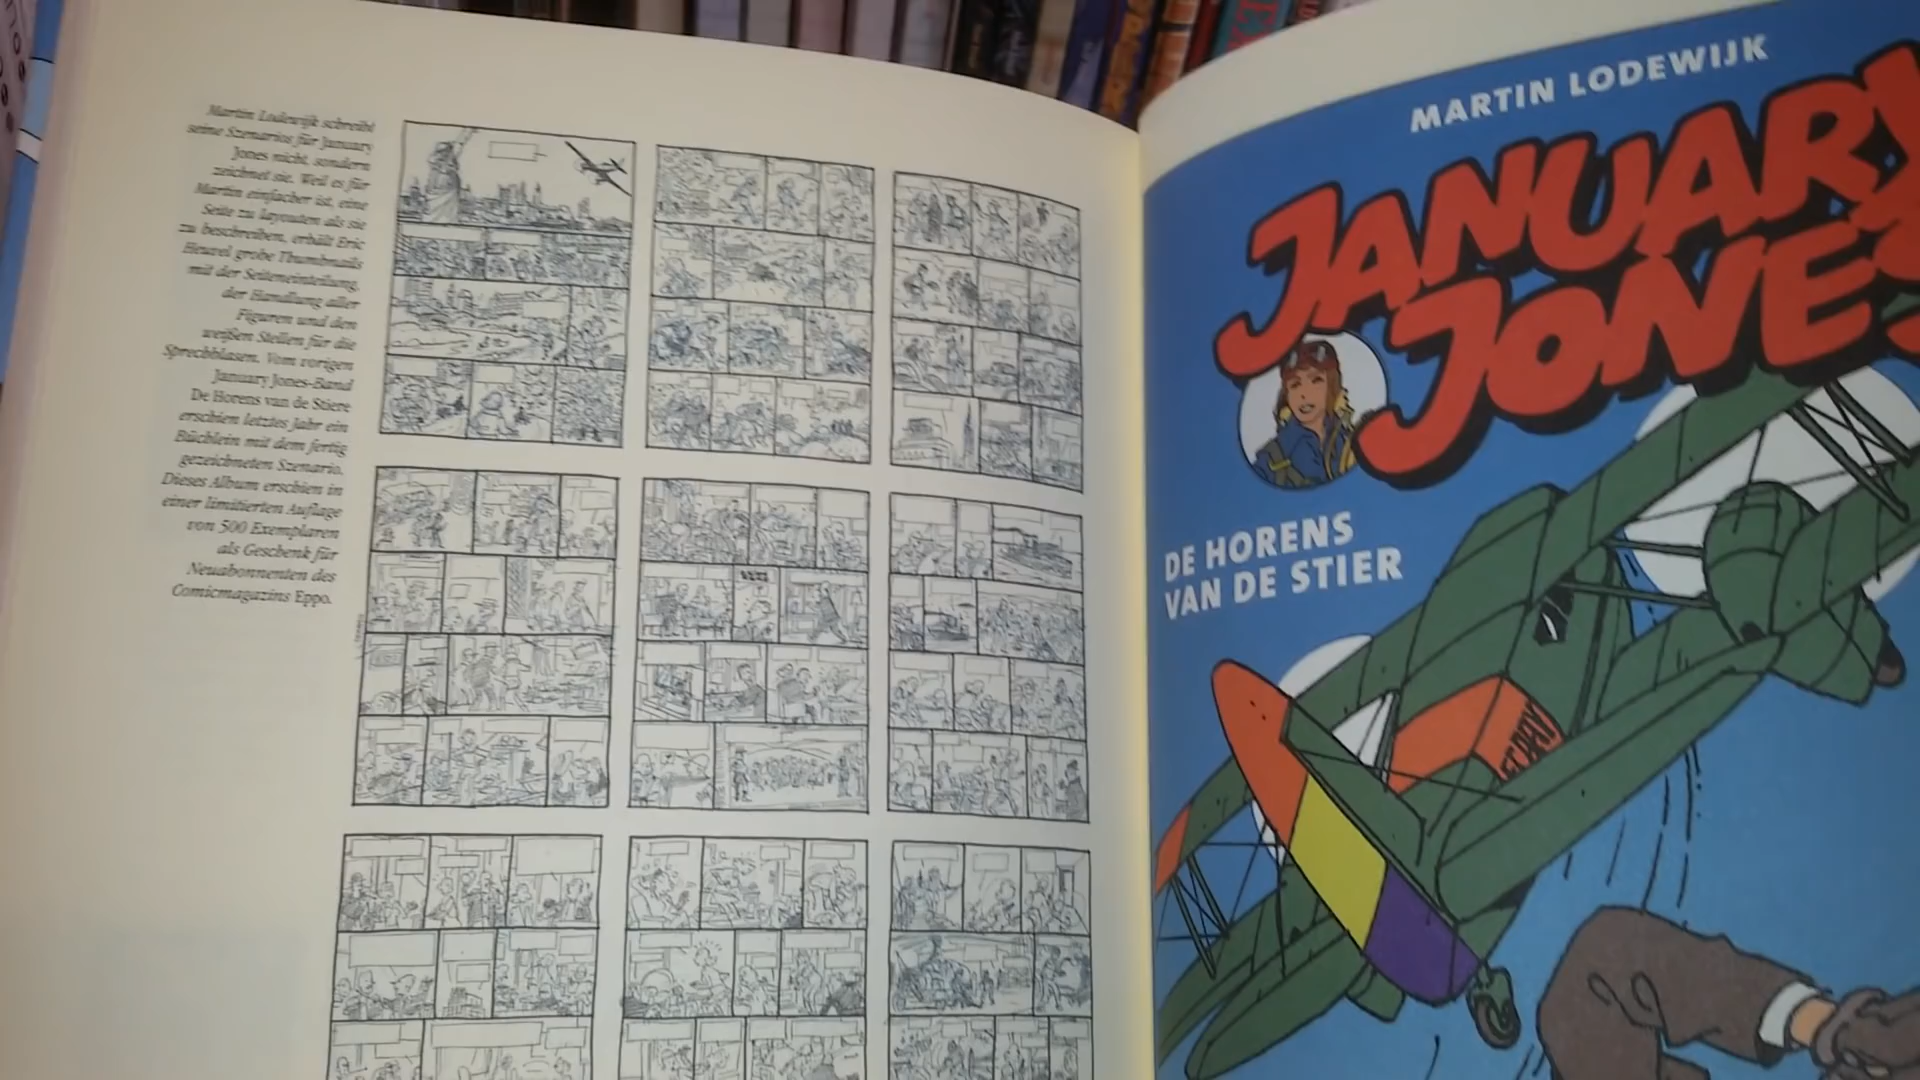 Martin Lodewijk schreibt
seine Szenarios für January
Jones nicht, sondern
zeichnet sie. Weil es für
Martin einfacher ist, eine
Seite zu layouten als sie
zu beschreiben, erhält Eric
Heuvel grobe Thumbnails
mit der Seiteneinteilung,
der Handlung aller
Figuren und den
weißen Stellen für die
Sprechblasen. Vom vorigen
January Jones-Band
De Horens van de Stiere
erschien letztes Jahr ein
Büchlein mit dem fertig
gezeichneten Szenario.
Dieses Album erschien in
einer limitierten Auflage
von 500 Exemplaren
als Geschenk für
Neuabonnenten des
Comicmagazins Eppo.
MARTIN LODEWIJK
JANUARY
JONES
DE HORENS
VAN DE STIER